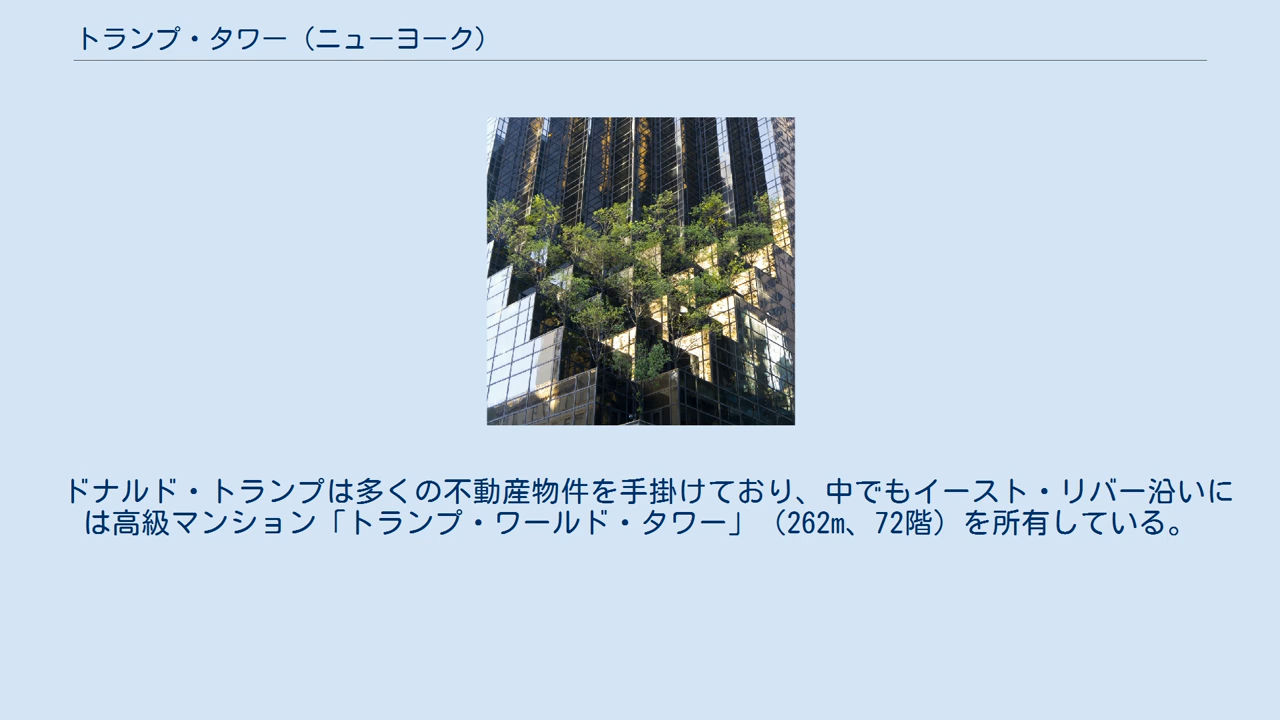 トランプ・タワー（ニューヨーク）
ドナルド・トランプは多くの不動産物件を手掛けており、中でもイースト・リバー沿いに
は高級マンション「トランプ・ワールド・タワー」（262m、72階）を所有している。